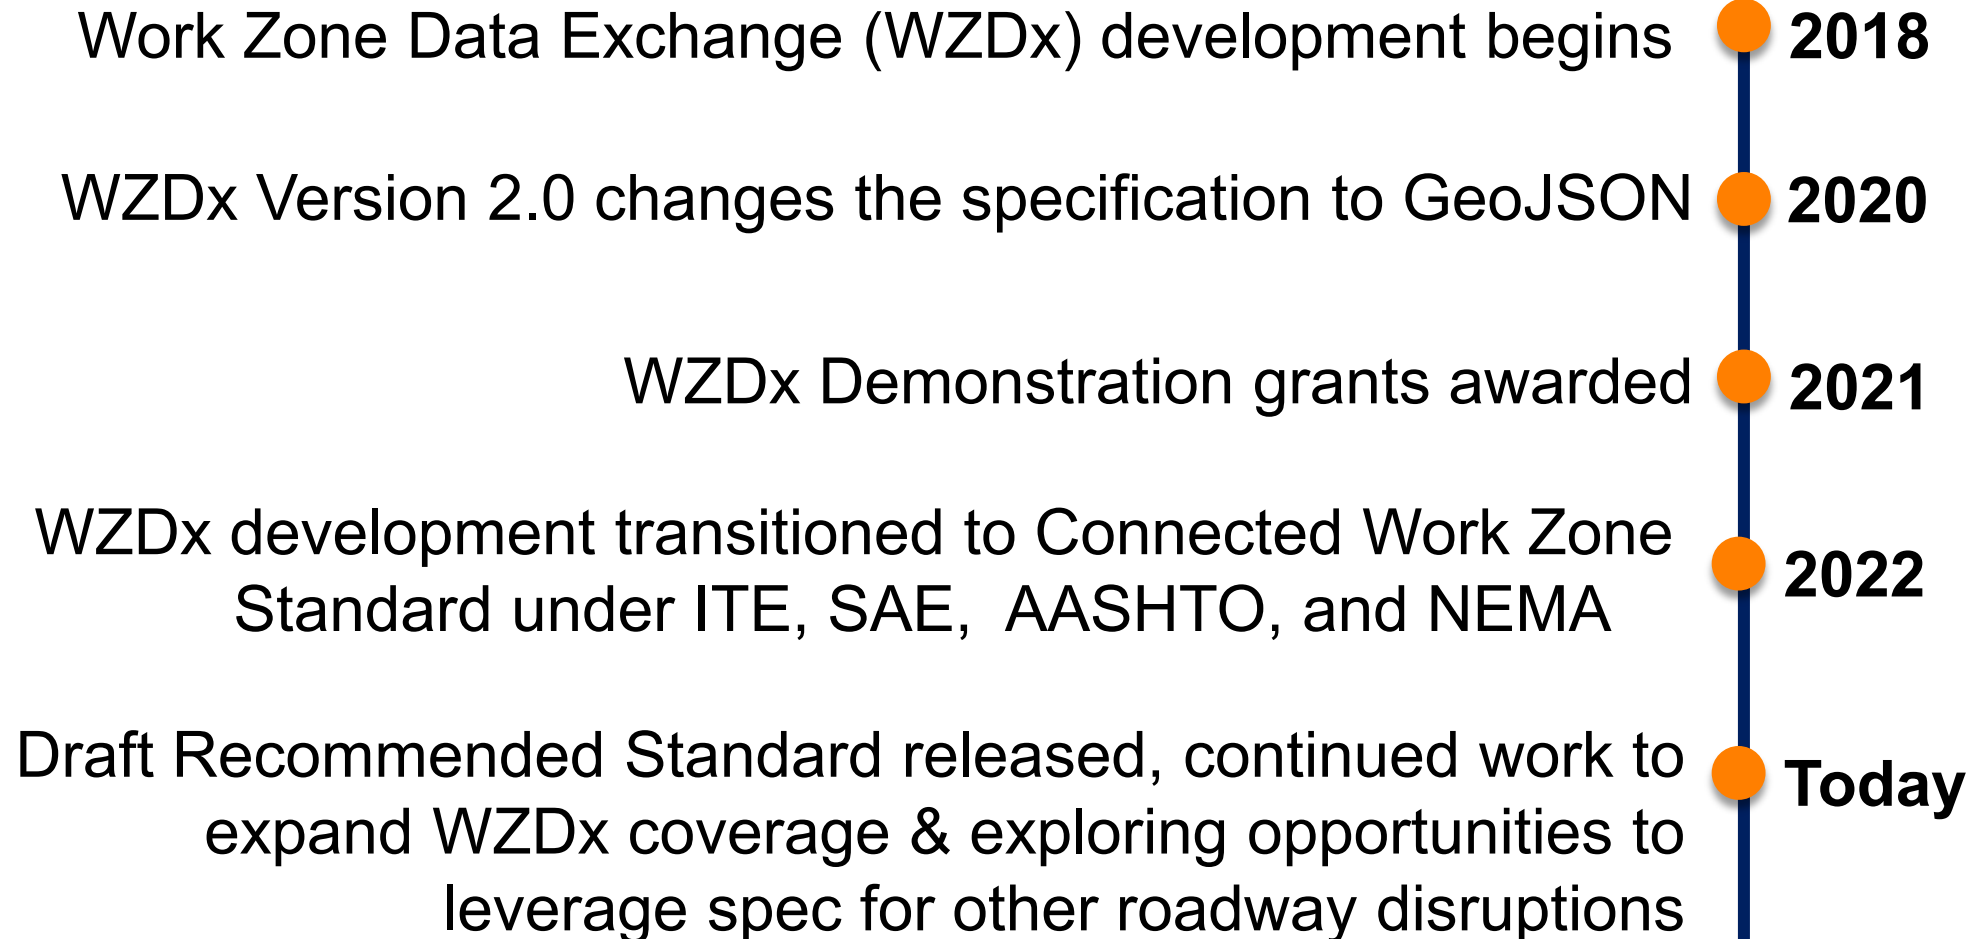 Work Zone Data Exchange (WZDx) development begins 2018
WZDx Version 2.0 changes the specification to GeoJSON 2020
WZDx Demonstration grants awarded 2021
WZDx development transitioned to Connected Work Zone
Standard under ITE, SAE, AASHTO, and NEMA
2022
Draft Recommended Standard released, continued work to
expand WZDx coverage & exploring opportunities to
leverage spec for other roadway disruptions
Today